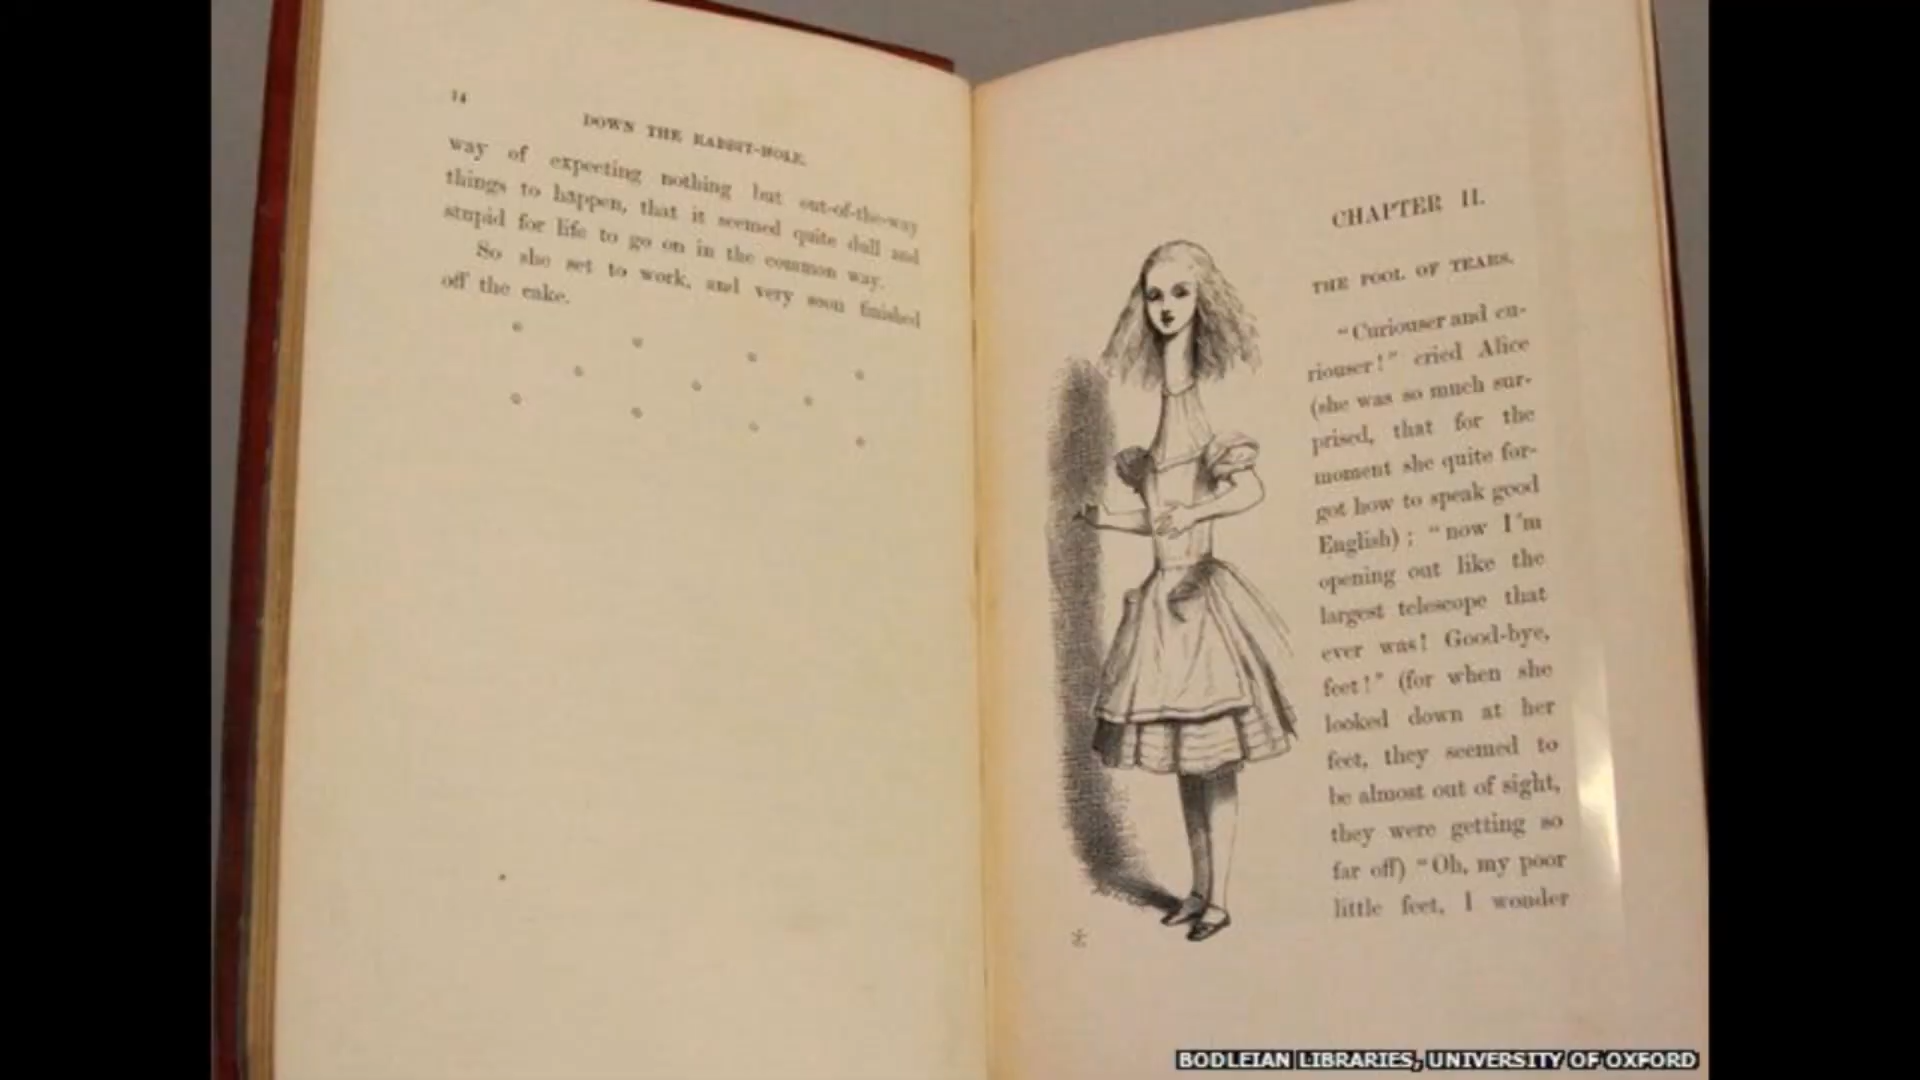 14
DOWN THE RABBIT-HOLE.
way of expecting nothing but out-of-the-way
things to happen, that it seemed quite dull and
stupid for life to go on in the common way.
So she set to work, and very soon finished
off the cake.
* * * *
* * *
* * * *
CHAPTER II.
THE POOL OF TEARS.
"Curiouser and cu-
riouser!" cried Alice
(she was so much sur-
prised, that for the
moment she quite for-
got how to speak good
English); "now I'm
opening out like the
largest telescope that
ever was! Good-bye,
feet!" (for when she
looked down at her
feet, they seemed to
be almost out of sight,
they were getting so
far off) "Oh, my poor
little feet, I wonder
BODLEIAN LIBRARIES, UNIVERSITY OF OXFORD